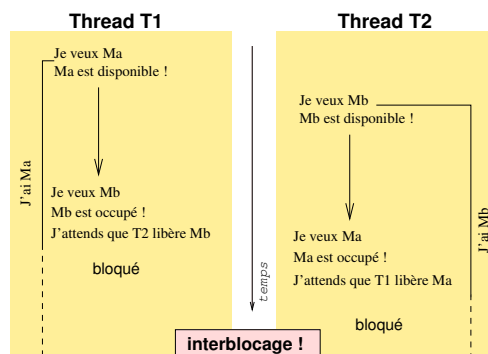 Thread T1
Je veux Ma
Ma est disponible !
J'ai Ma
Je veux Mb
Mb est occupé !
J'attends que T2 libère Mb
bloqué
temps
Thread T2
Je veux Mb
Mb est disponible !
J'ai Mb
Je veux Ma
Ma est occupé !
J'attends que T1 libère Ma
bloqué
interblocage !